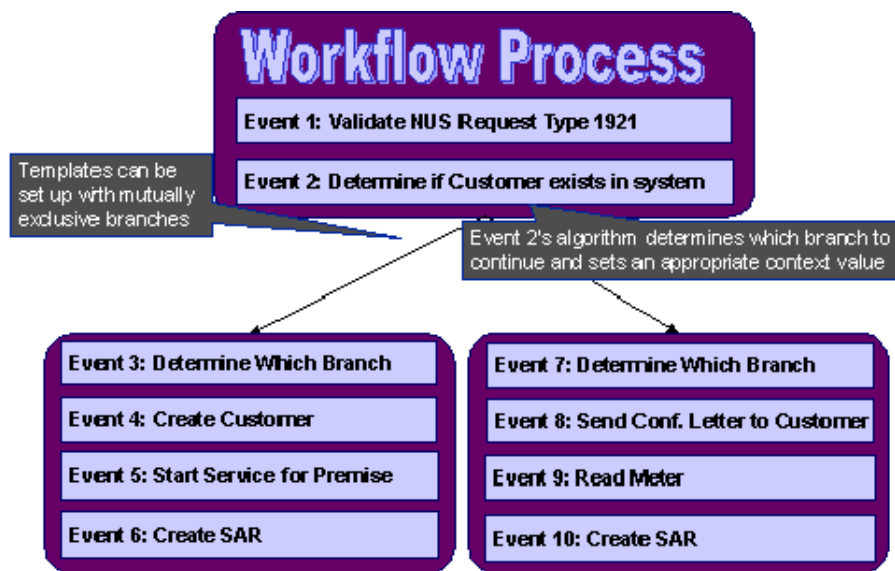 Workflow Process
Event 1: Validate NUS Request Type 1921
Event 2: Determine if Customer exists in system
Templates can be
set up with mutually
exclusive branches
Event 2's algorithm determines which branch to
continue and sets an appropriate context value
Event 3: Determine Which Branch
Event 4: Create Customer
Event 5: Start Service for Premise
Event 6: Create SAR
Event 7: Determine Which Branch
Event 8: Send Conf. Letter to Customer
Event 9: Read Meter
Event 10: Create SAR